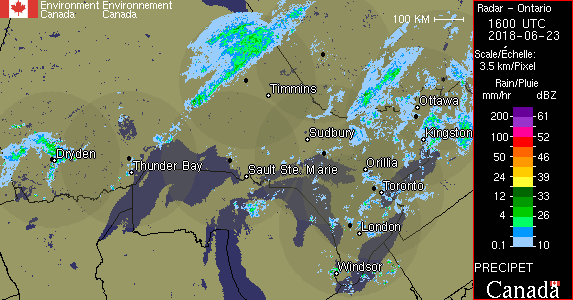 Environment Environnement
Canada Canada
100 KM
Timmins
Ottawa
Sudbury
Kingston
Dryden
Thunder Bay
Sault Ste. Marie
Orillia
Toronto
London
Windsor
Radar - Ontario
1600 UTC
2018-06-23
Scale/Échelle:
3.5 km/Pixel
Rain/Pluie
mm/hr dBZ
200 61
100 56
50 46
24 39
12 33
4 26
0.1 10
PRECIPET
Canada